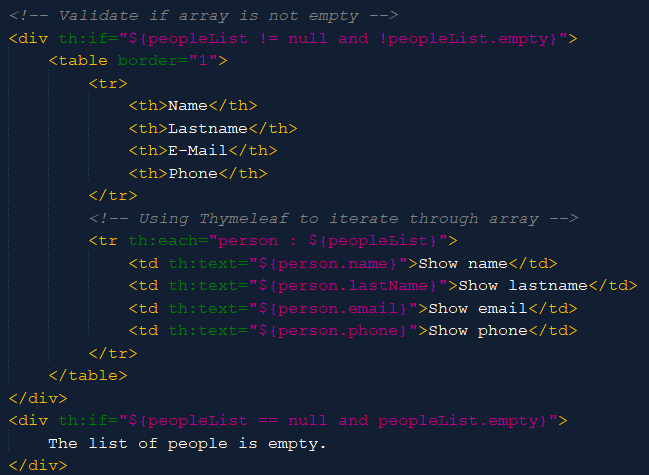 <!-- Validate if array is not empty -->
<div th:if="${peopleList != null and !peopleList.empty}">
    <table border="1">
        <tr>
            <th>Name</th>
            <th>Lastname</th>
            <th>E-Mail</th>
            <th>Phone</th>
        </tr>
        <!-- Using Thymeleaf to iterate through array -->
        <tr th:each="person : ${peopleList}">
            <td th:text="${person.name}">Show name</td>
            <td th:text="${person.lastName}">Show lastname</td>
            <td th:text="${person.email}">Show email</td>
            <td th:text="${person.phone}">Show phone</td>
        </tr>
    </table>
</div>
<div th:if="${peopleList == null and peopleList.empty}">
    The list of people is empty.
</div>